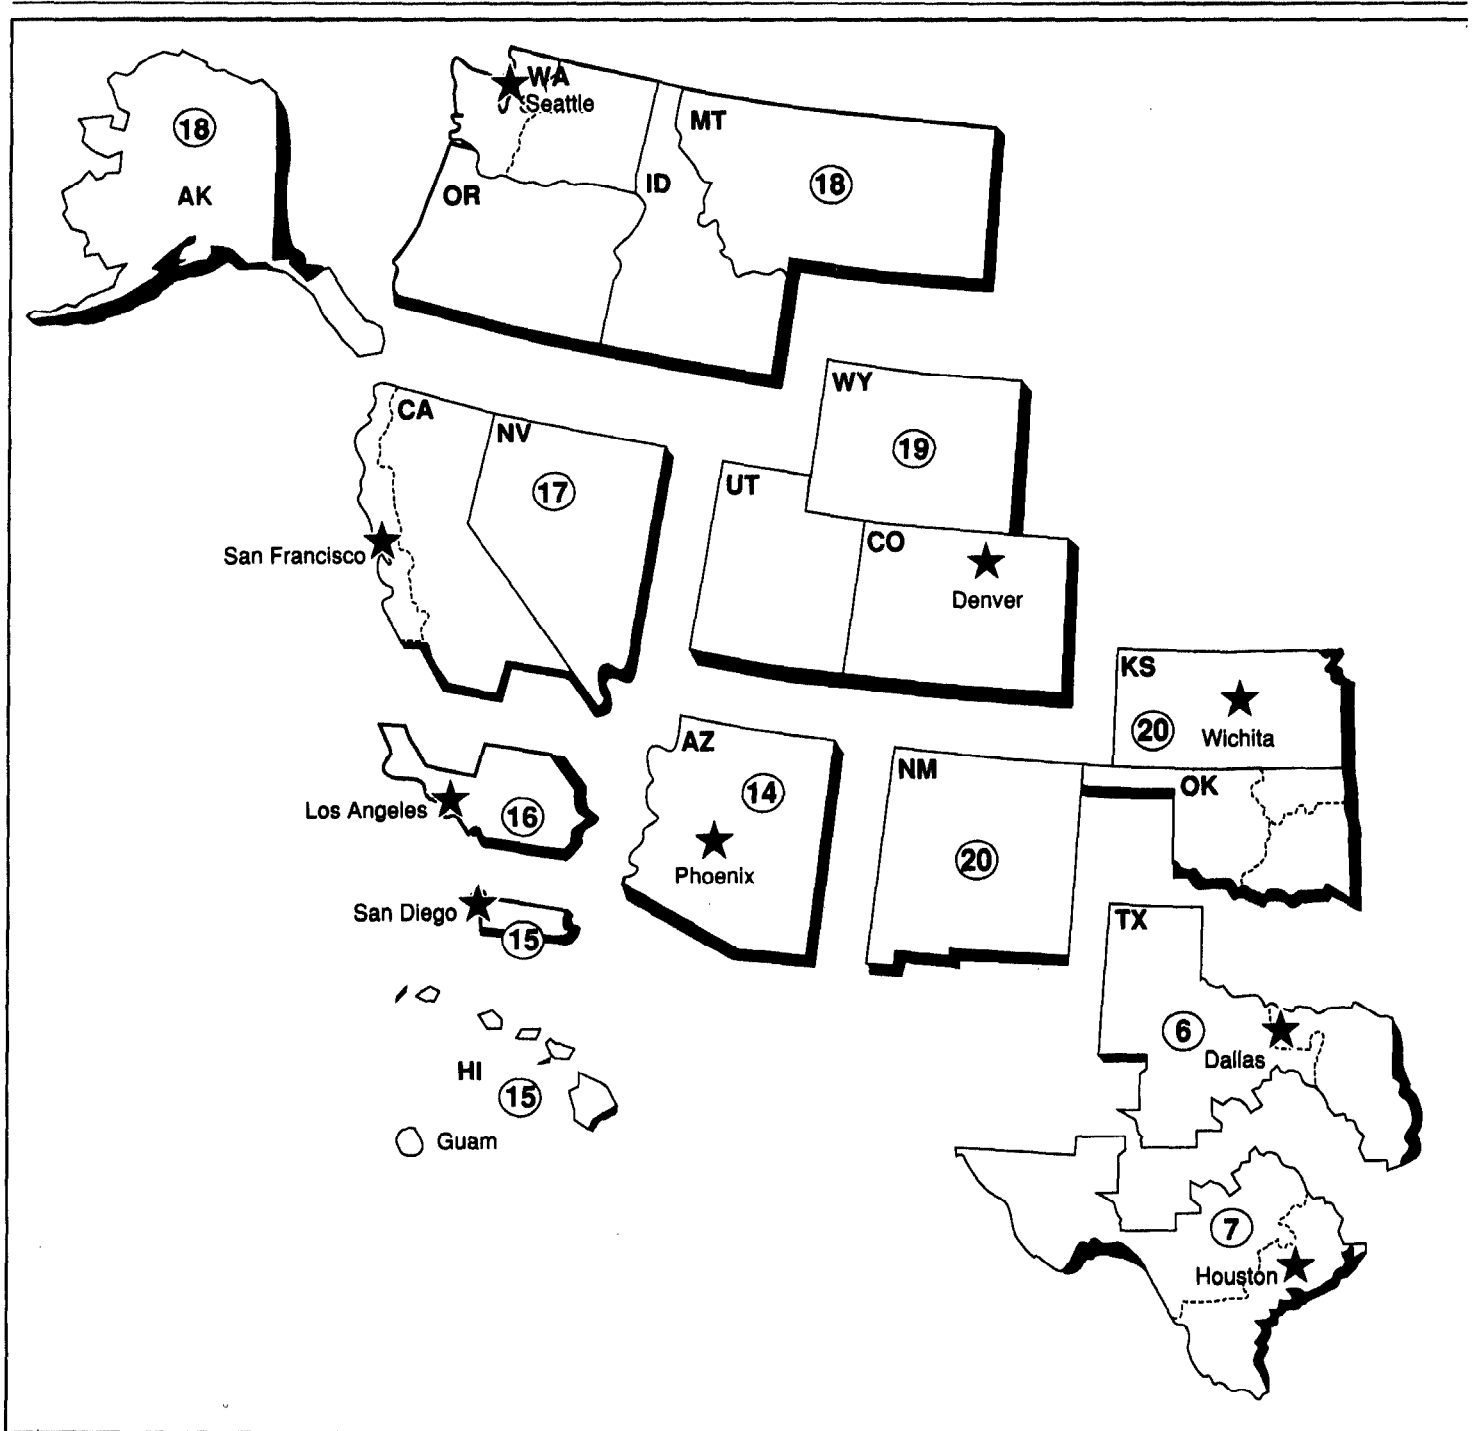 WA
Seattle
MT
18
18
ID
AK
OR
WY
CA
NV
19
UT
17
CO
San Francisco
Denver
KS
20
Wichita
AZ
NM
OK
14
Los Angeles
16
Phoenix
20
San Diego
TX
15
6
Dallas
HI
15
Guam
7
Houston